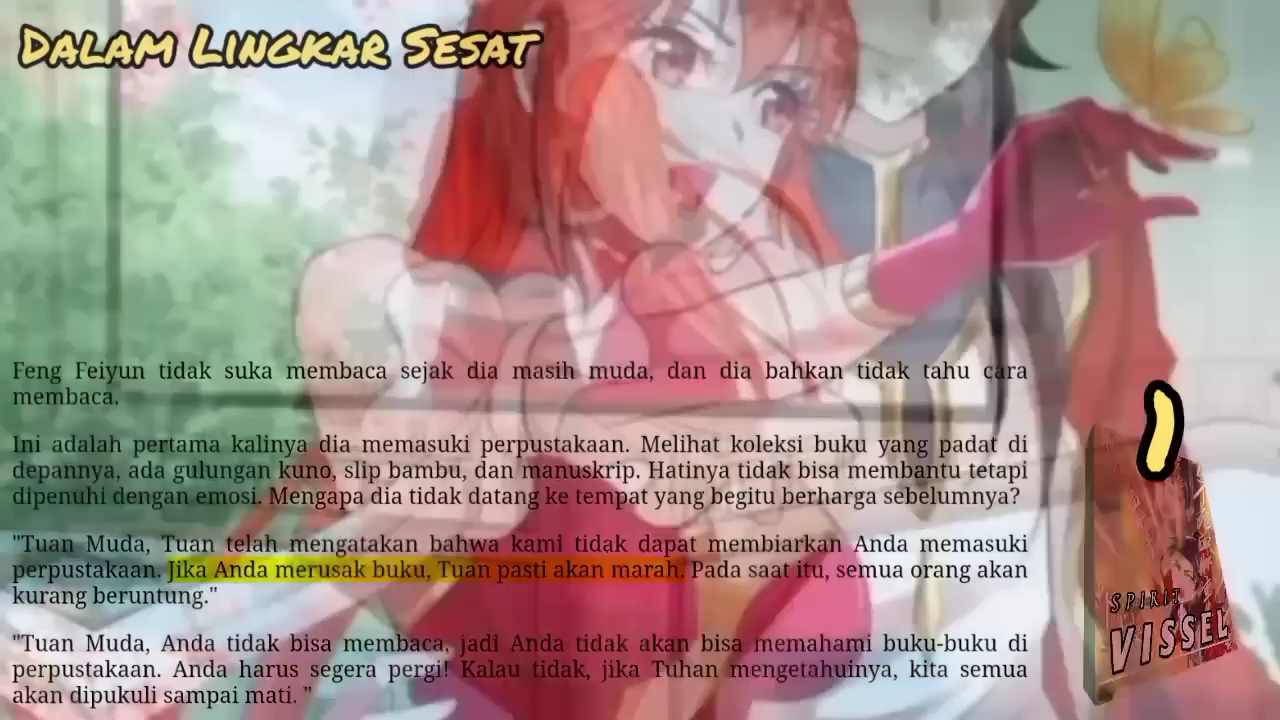 DALAM LINGKAR SESAT
Feng Feiyun tidak suka membaca sejak dia masih muda, dan dia bahkan tidak tahu cara
membaca.
Ini adalah pertama kalinya dia memasuki perpustakaan. Melihat koleksi buku yang padat di
depannya, ada gulungan kuno, slip bambu, dan manuskrip. Hatinya tidak bisa membantu tetapi
dipenuhi dengan emosi. Mengapa dia tidak datang ke tempat yang begitu berharga sebelumnya?
"Tuan Muda, Tuan telah mengatakan bahwa kami tidak dapat membiarkan Anda memasuki
perpustakaan. Jika Anda merusak buku, Tuan pasti akan marah. Pada saat itu, semua orang akan
kurang beruntung."
"Tuan Muda, Anda tidak bisa membaca, jadi Anda tidak akan bisa memahami buku-buku di
perpustakaan. Anda harus segera pergi! Kalau tidak, jika Tuhan mengetahuinya, kita semua
akan dipukuli sampai mati. "
1
SPIRIT
VISSEL